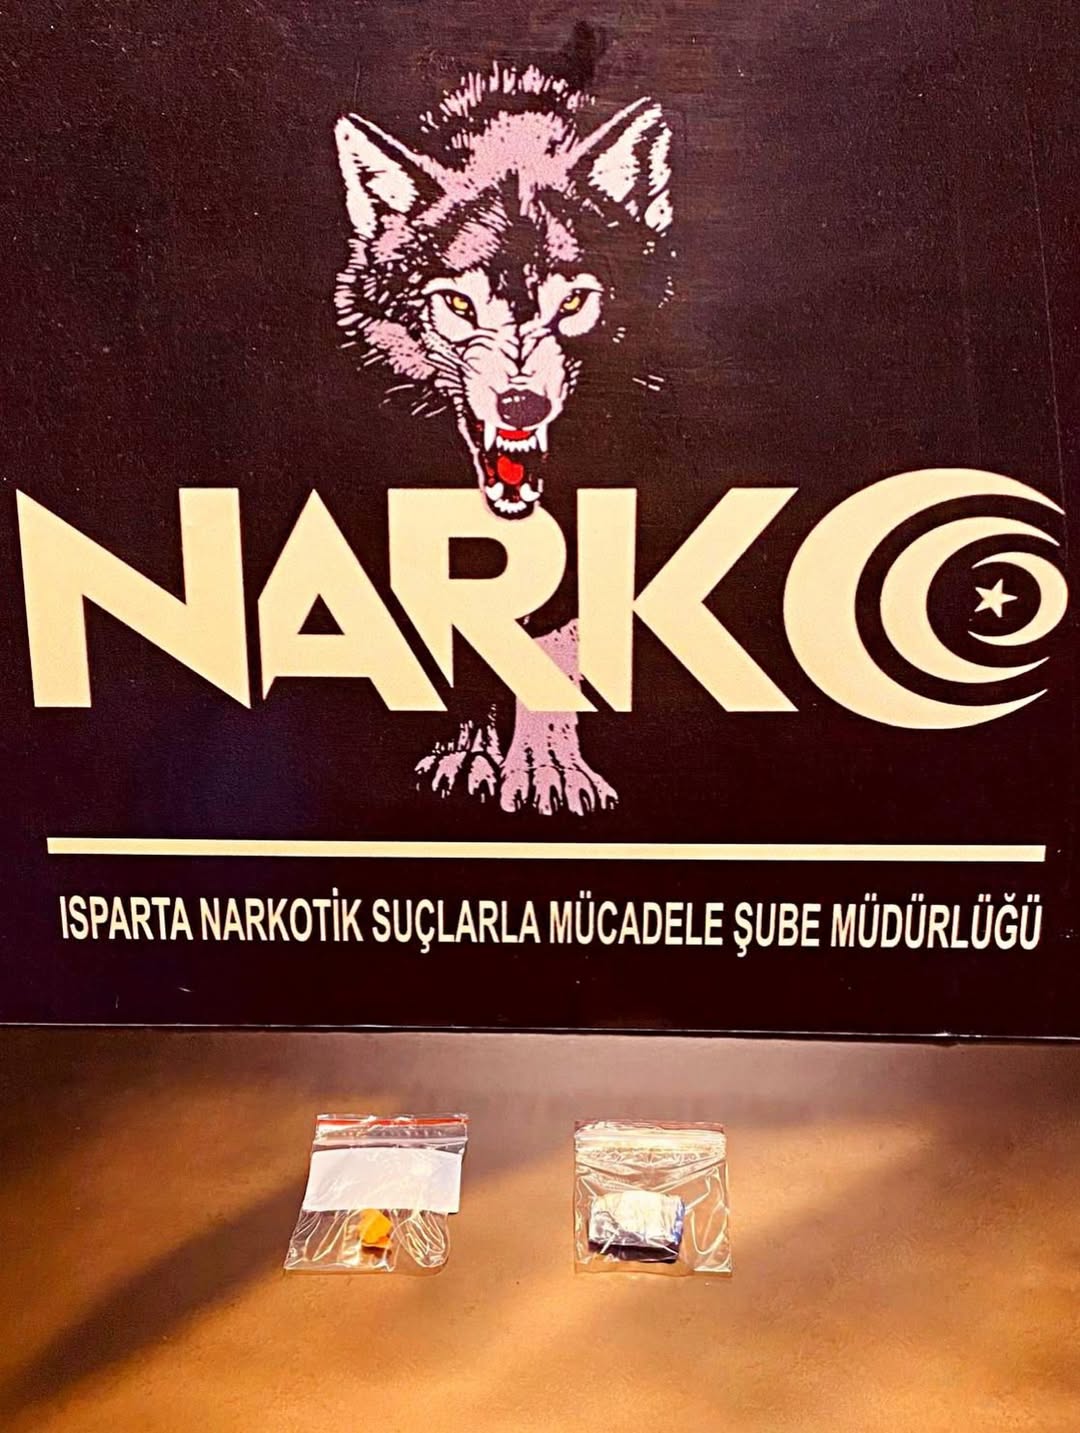 NARKO
ISPARTA NARKOTİK SUÇLARLA MÜCADELE ŞUBE MÜDÜRLÜĞÜ